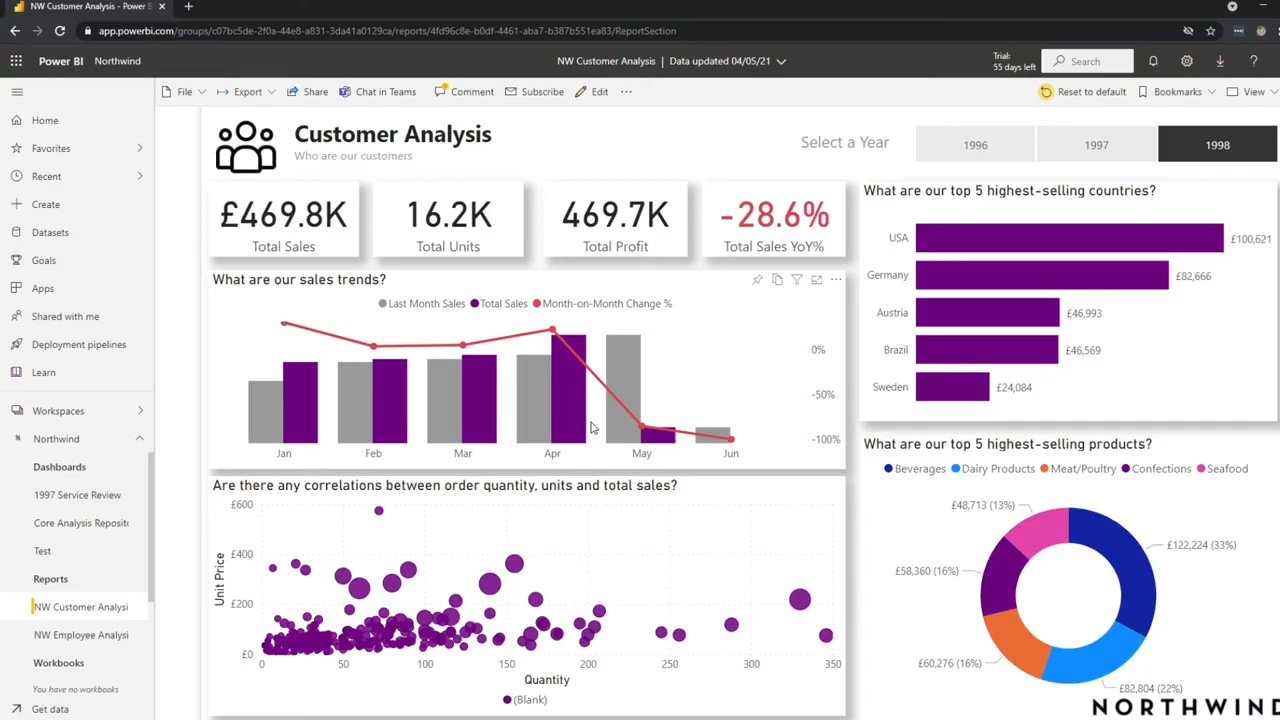 NW Customer Analysis - Power B
app.powerbi.com/groups/c07bc5de-2f0a-44e8-a831-3da41a0129ca/reports/4fd96c8e-b0df-4461-aba7-b387b551ea83/ReportSection
Power BI Northwind
NW Customer Analysis | Data updated 04/05/21
Trial:
55 days left
Search
File Export Share Chat in Teams Comment Subscribe Edit ... Reset to default Bookmarks View
Home
Favorites
Recent
Create
Datasets
Goals
Apps
Shared with me
Deployment pipelines
Learn
Workspaces
Northwind
Dashboards
1997 Service Review
Core Analysis Reposito
Test
Reports
NW Customer Analysi
NW Employee Analysi
Workbooks
You have no workbooks
Get data
Customer Analysis
Who are our customers
Select a Year
1996 1997 1998
£469.8K
Total Sales
16.2K
Total Units
469.7K
Total Profit
-28.6%
Total Sales YoY%
What are our sales trends?
Last Month Sales Total Sales Month-on-Month Change %
0%
-50%
-100%
Jan Feb Mar Apr May Jun
Are there any correlations between order quantity, units and total sales?
Unit Price
£600
£400
£200
£0
0 50 100 150 200 250 300 350
Quantity
(Blank)
What are our top 5 highest-selling countries?
USA £100,621
Germany £82,666
Austria £46,993
Brazil £46,569
Sweden £24,084
What are our top 5 highest-selling products?
Beverages Dairy Products Meat/Poultry Confections Seafood
£48,713 (13%)
£122,224 (33%)
£58,360 (16%)
£60,276 (16%)
£82,804 (22%)
NORTHWIND